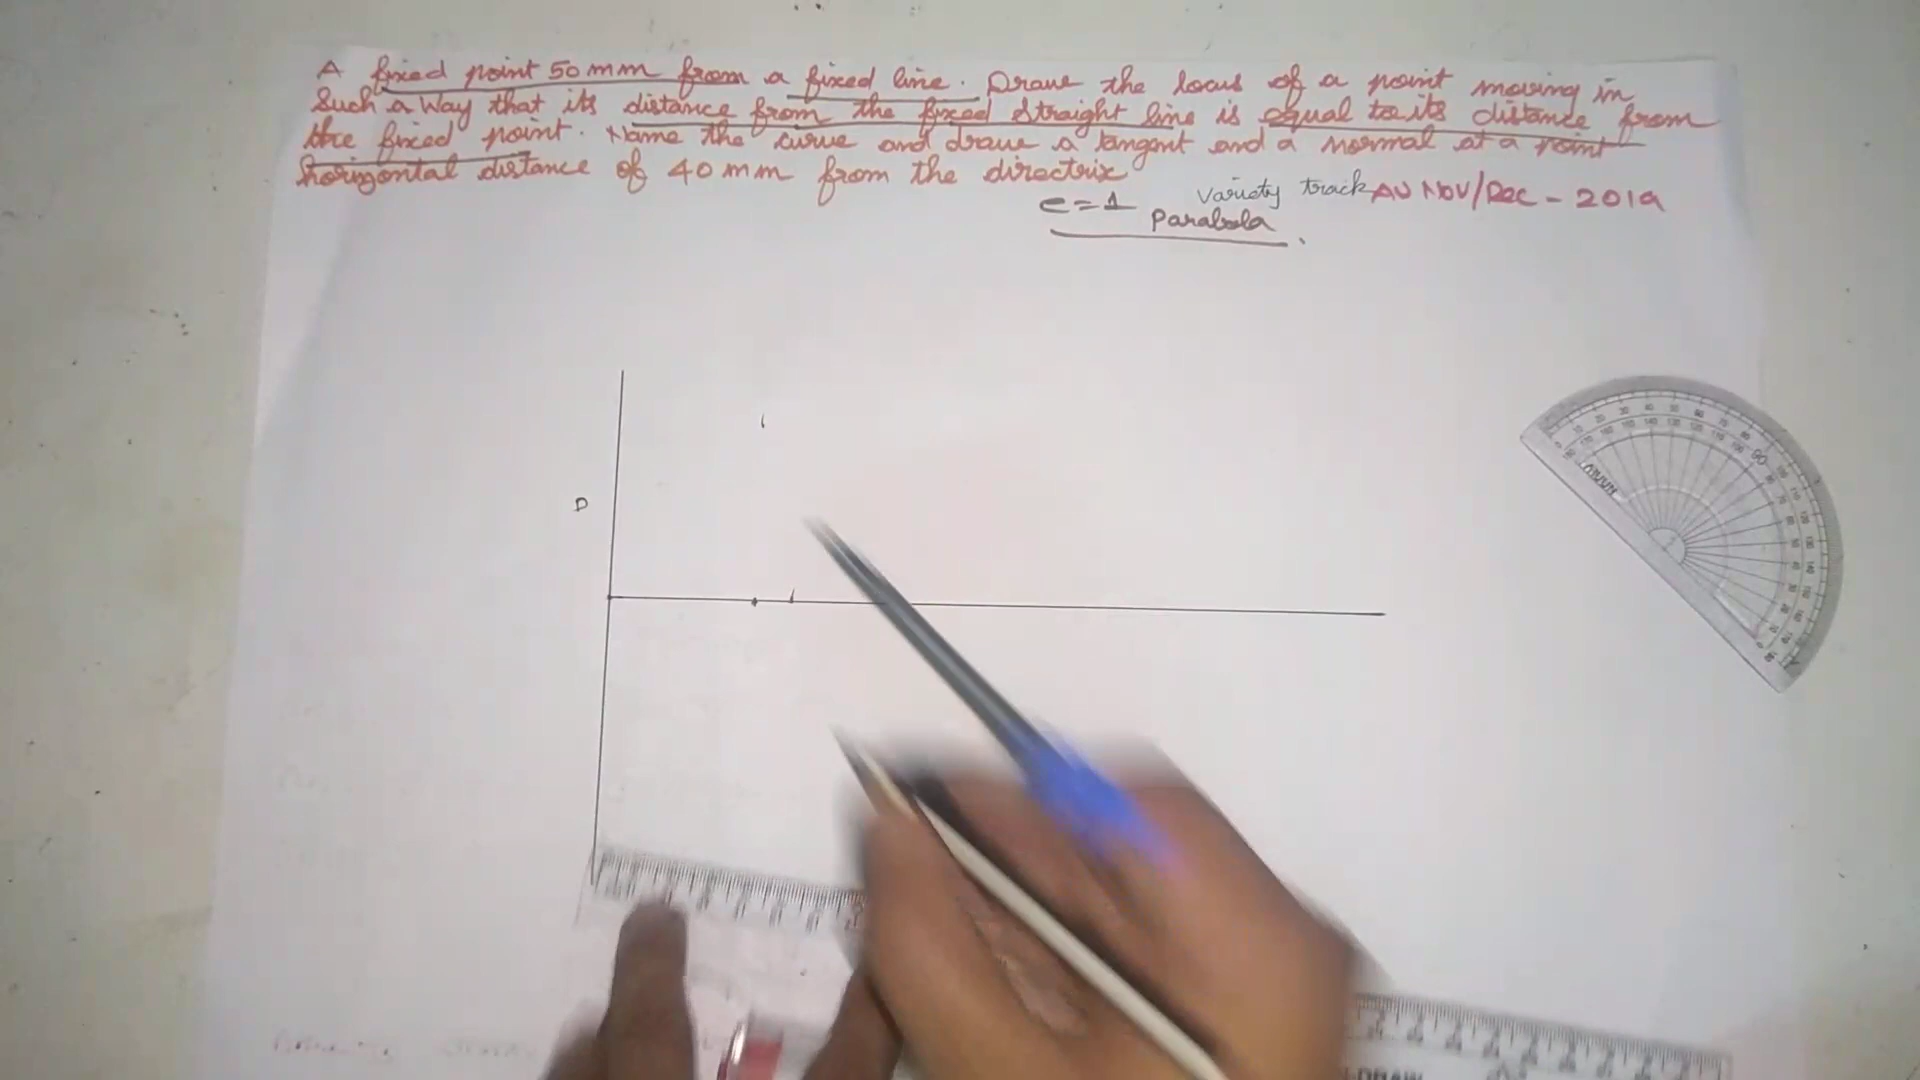 A fixed point 50 mm from a fixed line. Draw the locus of a point moving in
Such a way that its distance from the fixed straight line is equal to its distance from
the fixed point. Name the curve and draw a tangent and a normal at a point
horizontal distance of 40 mm from the directrix
Variety track AU Nov/Dec - 2019
e=1
Parabola
D